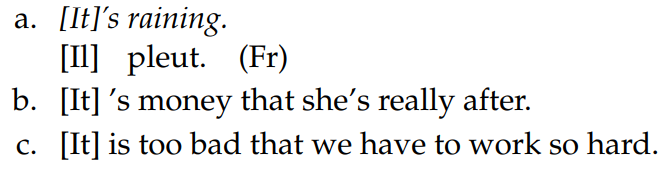 a. [It]'s raining.
[Il] pleut. (Fr)
b. [It] 's money that she's really after.
c. [It] is too bad that we have to work so hard.